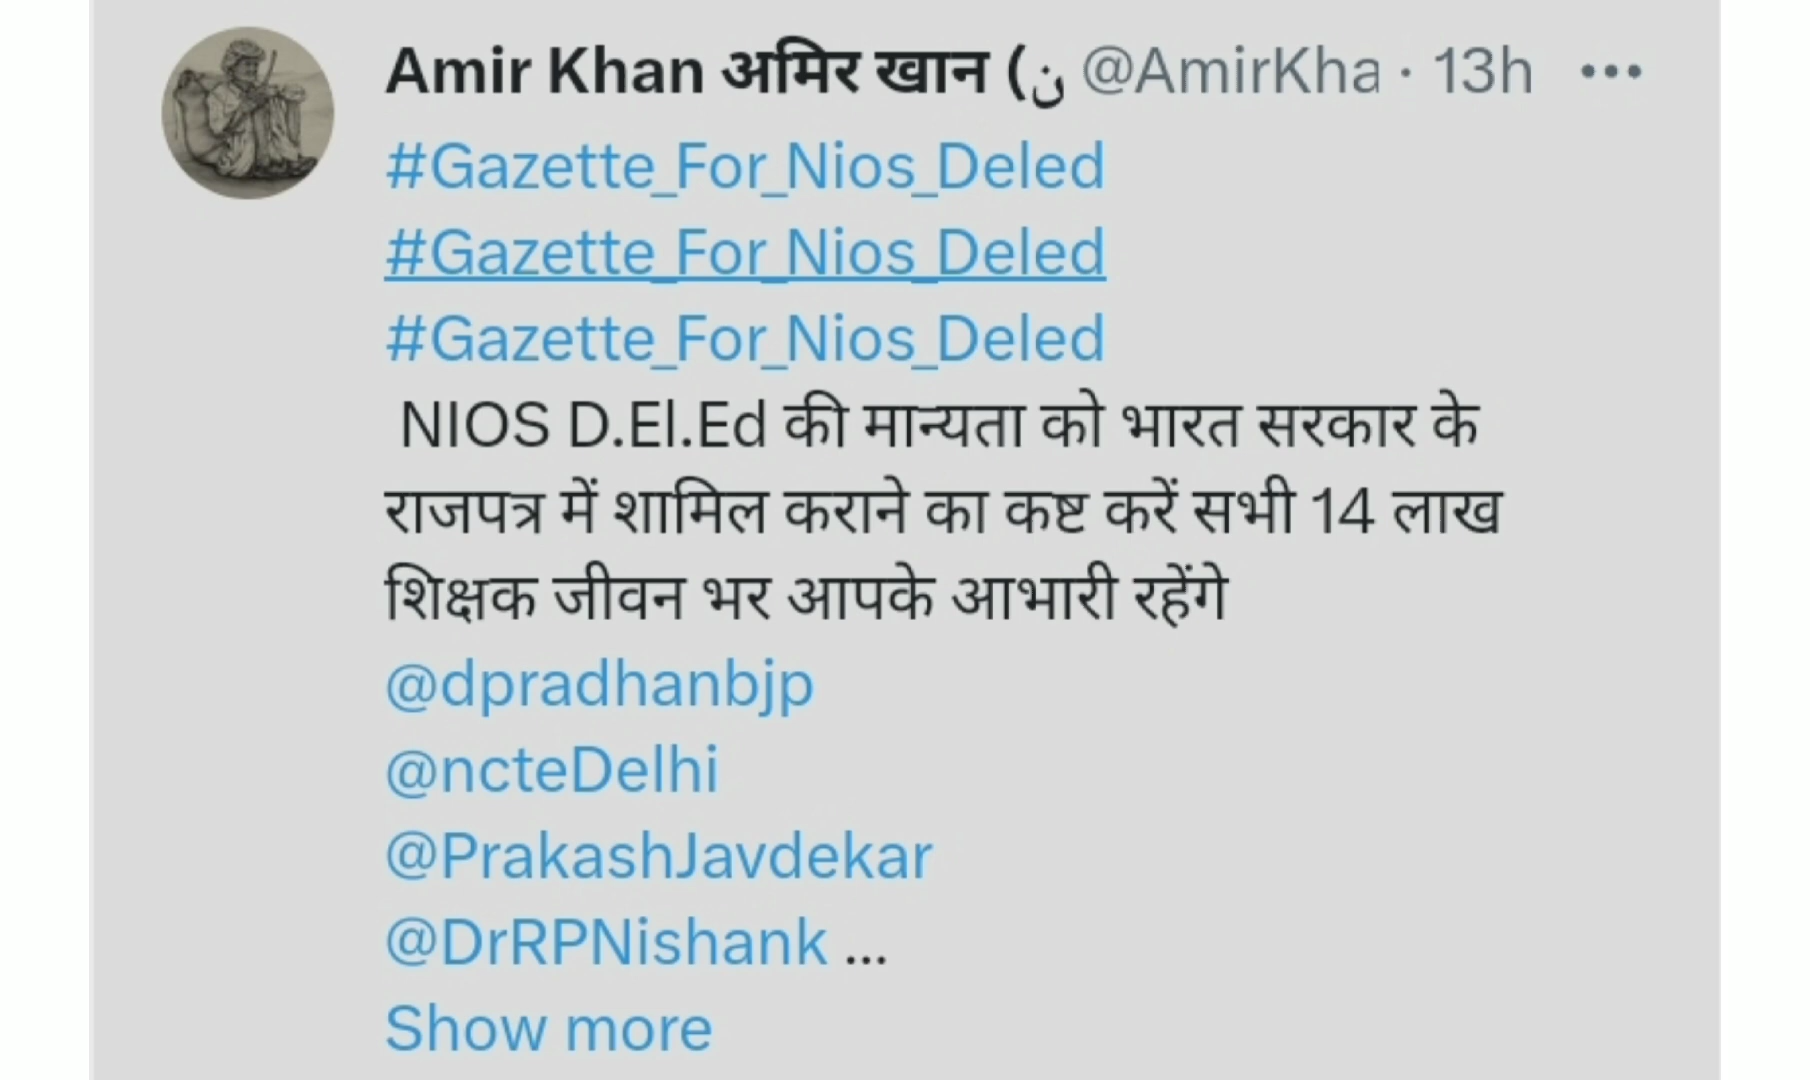 Amir Khan अमिर खान (ن @AmirKha · 13h ...
#Gazette_For_Nios_Deled
#Gazette_For_Nios_Deled
#Gazette_For_Nios_Deled
NIOS D.El.Ed की मान्यता को भारत सरकार के
राजपत्र में शामिल कराने का कष्ट करें सभी 14 लाख
शिक्षक जीवन भर आपके आभारी रहेंगे
@dpradhanbjp
@ncteDelhi
@PrakashJavdekar
@DrRPNishank ...
Show more